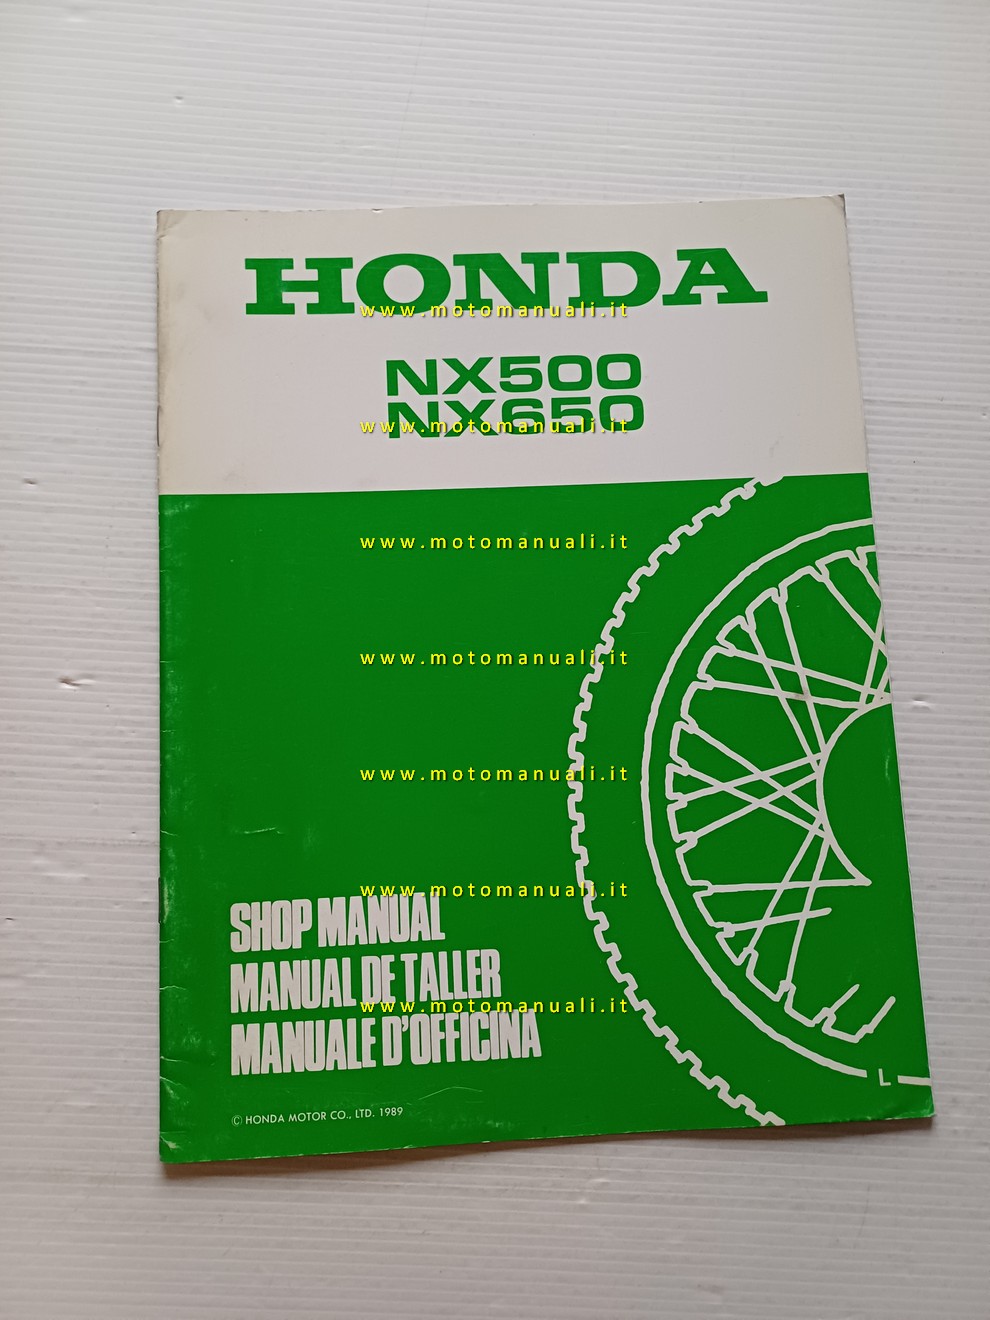 HONDA
www.motomanuali.it
NX500
NX650
www.motomanuali.it
www.motomanuali.it
www.motomanuali.it
www.motomanuali.it
www.motomanuali.it
SHOP MANUAL
MANUAL DE TALLER
www.motomanuali.it
MANUALE D'OFFICINA
L
© HONDA MOTOR CO., LTD. 1989